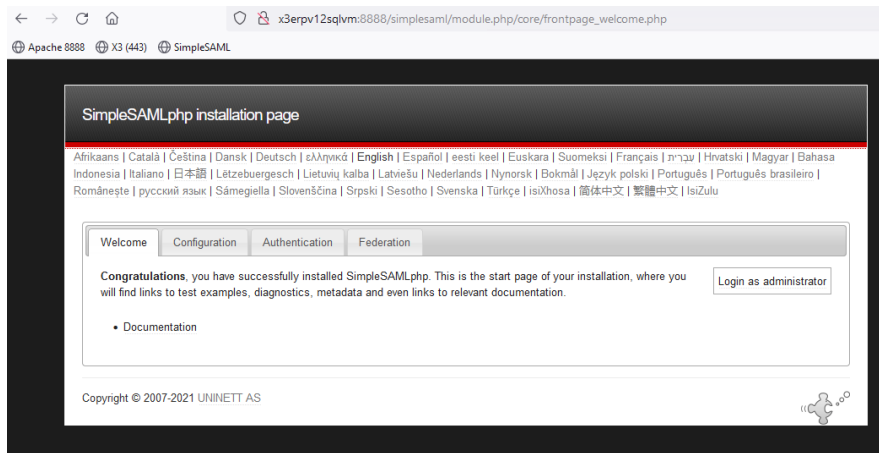 x3erpv12sqlvm:8888/simplesaml/module.php/core/frontpage_welcome.php
Apache 8888 X3 (443) SimpleSAML
SimpleSAMLphp installation page
Afrikaans | Català | Čeština | Dansk | Deutsch | ελληνικά | English | Español | eesti keel | Euskara | Suomeksi | Français | עברית | Hrvatski | Magyar | Bahasa
Indonesia | Italiano | 日本語 | Lëtzebuergesch | Lietuvių kalba | Latviešu | Nederlands | Nynorsk | Bokmål | Język polski | Português | Português brasileiro |
Românește | русский язык | Sámegiella | Slovenščina | Srpski | Sesotho | Svenska | Türkçe | isiXhosa | 简体中文 | 繁體中文 | IsiZulu
Welcome Configuration Authentication Federation
Congratulations, you have successfully installed SimpleSAMLphp. This is the start page of your installation, where you
will find links to test examples, diagnostics, metadata and even links to relevant documentation.
Login as administrator
• Documentation
Copyright © 2007-2021 UNINETT AS